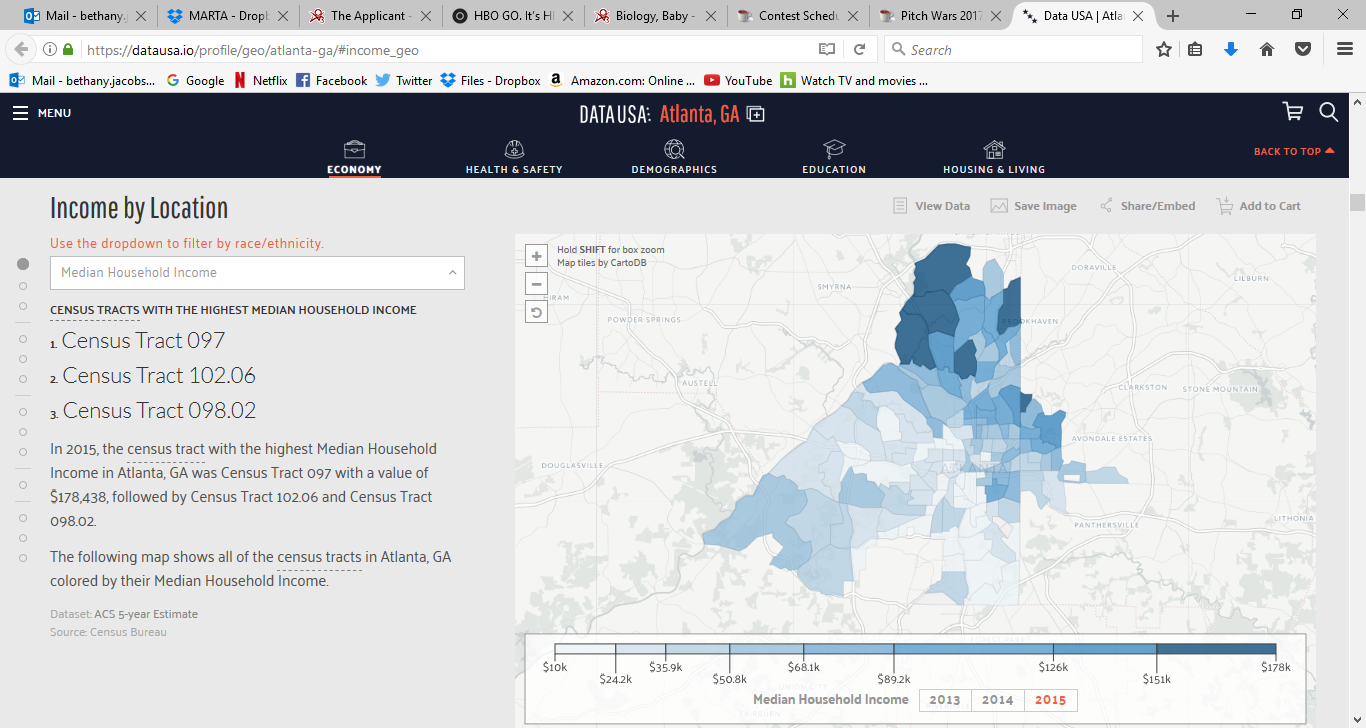 Mail - bethany.j
MARTA - Dropb
The Applicant -
HBO GO. It's H
Biology, Baby -
Contest Schedu
Pitch Wars 2017
Data USA | Atla
https://datausa.io/profile/geo/atlanta-ga/#income_geo
Search
Mail - bethany.jacobs...
Google
Netflix
Facebook
Twitter
Files - Dropbox
Amazon.com: Online ...
YouTube
Watch TV and movies ...
MENU
DATA USA: Atlanta, GA
ECONOMY
HEALTH & SAFETY
DEMOGRAPHICS
EDUCATION
HOUSING & LIVING
BACK TO TOP
Income by Location
View Data
Save Image
Share/Embed
Add to Cart
Use the dropdown to filter by race/ethnicity.
Median Household Income
CENSUS TRACTS WITH THE HIGHEST MEDIAN HOUSEHOLD INCOME
1. Census Tract 097
2. Census Tract 102.06
3. Census Tract 098.02
In 2015, the census tract with the highest Median Household
Income in Atlanta, GA was Census Tract 097 with a value of
$178,438, followed by Census Tract 102.06 and Census Tract
098.02.
The following map shows all of the census tracts in Atlanta, GA
colored by their Median Household Income.
Dataset: ACS 5-year Estimate
Source: Census Bureau
Hold SHIFT for box zoom
Map tiles by CartoDB
DORAVILLE
LILBURN
SMYRNA
HIRAM
POWDER SPRINGS
BROOKHAVEN
AUSTELL
CLARKSTON
STONE MOUNTAIN
AVONDALE ESTATES
DOUGLASVILLE
ATLANTA
LITHONIA
PANTHERSVILLE
FOREST PARK
$10k
$24.2k
$35.9k
$50.8k
$68.1k
$89.2k
$126k
$151k
$178k
UNION CITY
Median Household Income
2013
2014
2015
FAIRBURN